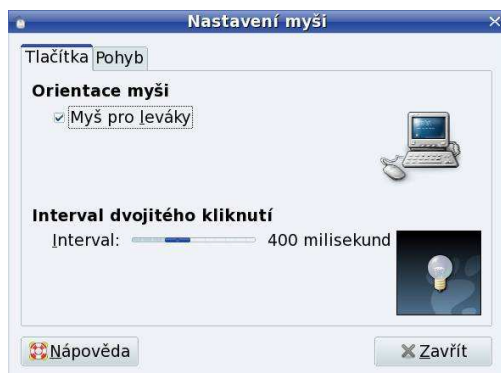 Nastavení myši
Tlačítka Pohyb
Orientace myši
Myš pro leváky
Interval dvojitého kliknutí
Interval: 400 milisekund
Nápověda Zavřít